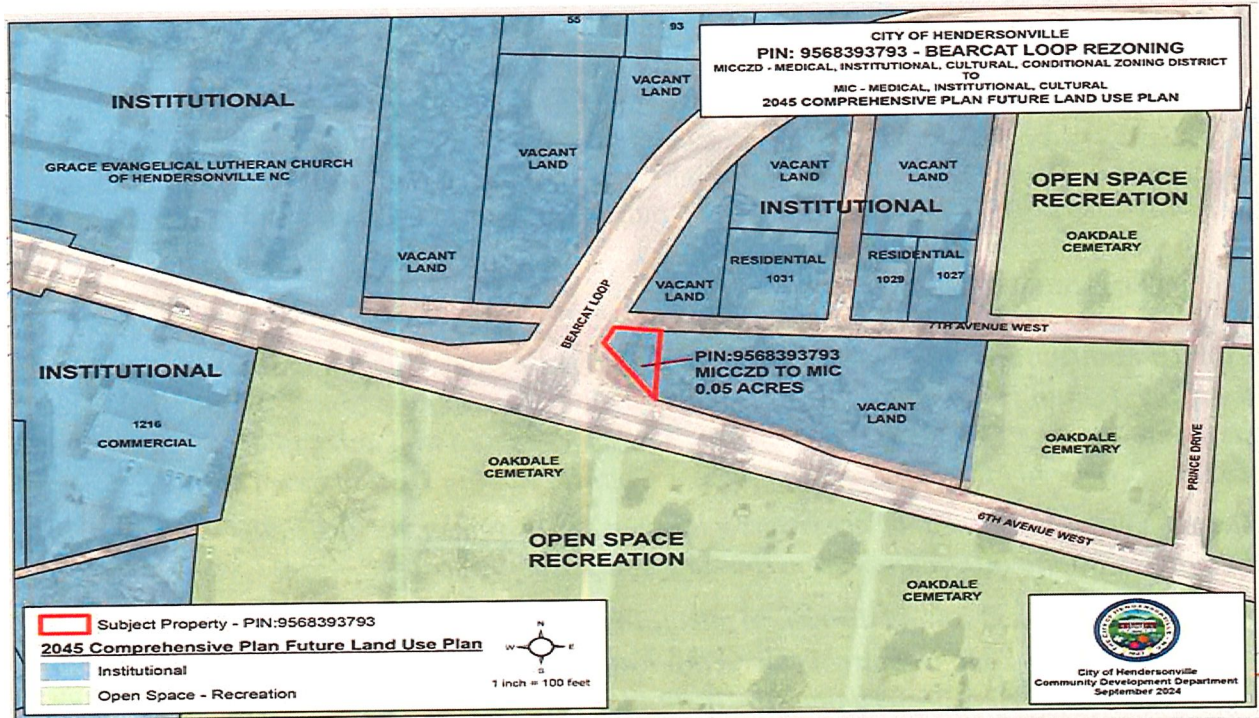 CITY OF HENDERSONVILLE
PIN: 9568393793 - BEARCAT LOOP REZONING
MICCZD - MEDICAL, INSTITUTIONAL, CULTURAL, CONDITIONAL ZONING DISTRICT
TO
MIC - MEDICAL, INSTITUTIONAL, CULTURAL
2045 COMPREHENSIVE PLAN FUTURE LAND USE PLAN
55
93
INSTITUTIONAL
GRACE EVANGELICAL LUTHERAN CHURCH
OF HENDERSONVILLE NC
VACANT
LAND
VACANT
LAND
VACANT
LAND
VACANT
LAND
VACANT
LAND
INSTITUTIONAL
RESIDENTIAL
1031
RESIDENTIAL
1029
1027
OPEN SPACE
RECREATION
OAKDALE
CEMETARY
VACANT
LAND
BEARCAT LOOP
7TH AVENUE WEST
PIN:9568393793
MICCZD TO MIC
0.05 ACRES
VACANT
LAND
INSTITUTIONAL
1216
COMMERCIAL
OAKDALE
CEMETARY
OAKDALE
CEMETARY
PRINCE DRIVE
6TH AVENUE WEST
OPEN SPACE
RECREATION
OAKDALE
CEMETARY
Subject Property - PIN:9568393793
2045 Comprehensive Plan Future Land Use Plan
Institutional
Open Space - Recreation
N
W
E
S
1 inch = 100 feet
City of Hendersonville
Community Development Department
September 2024